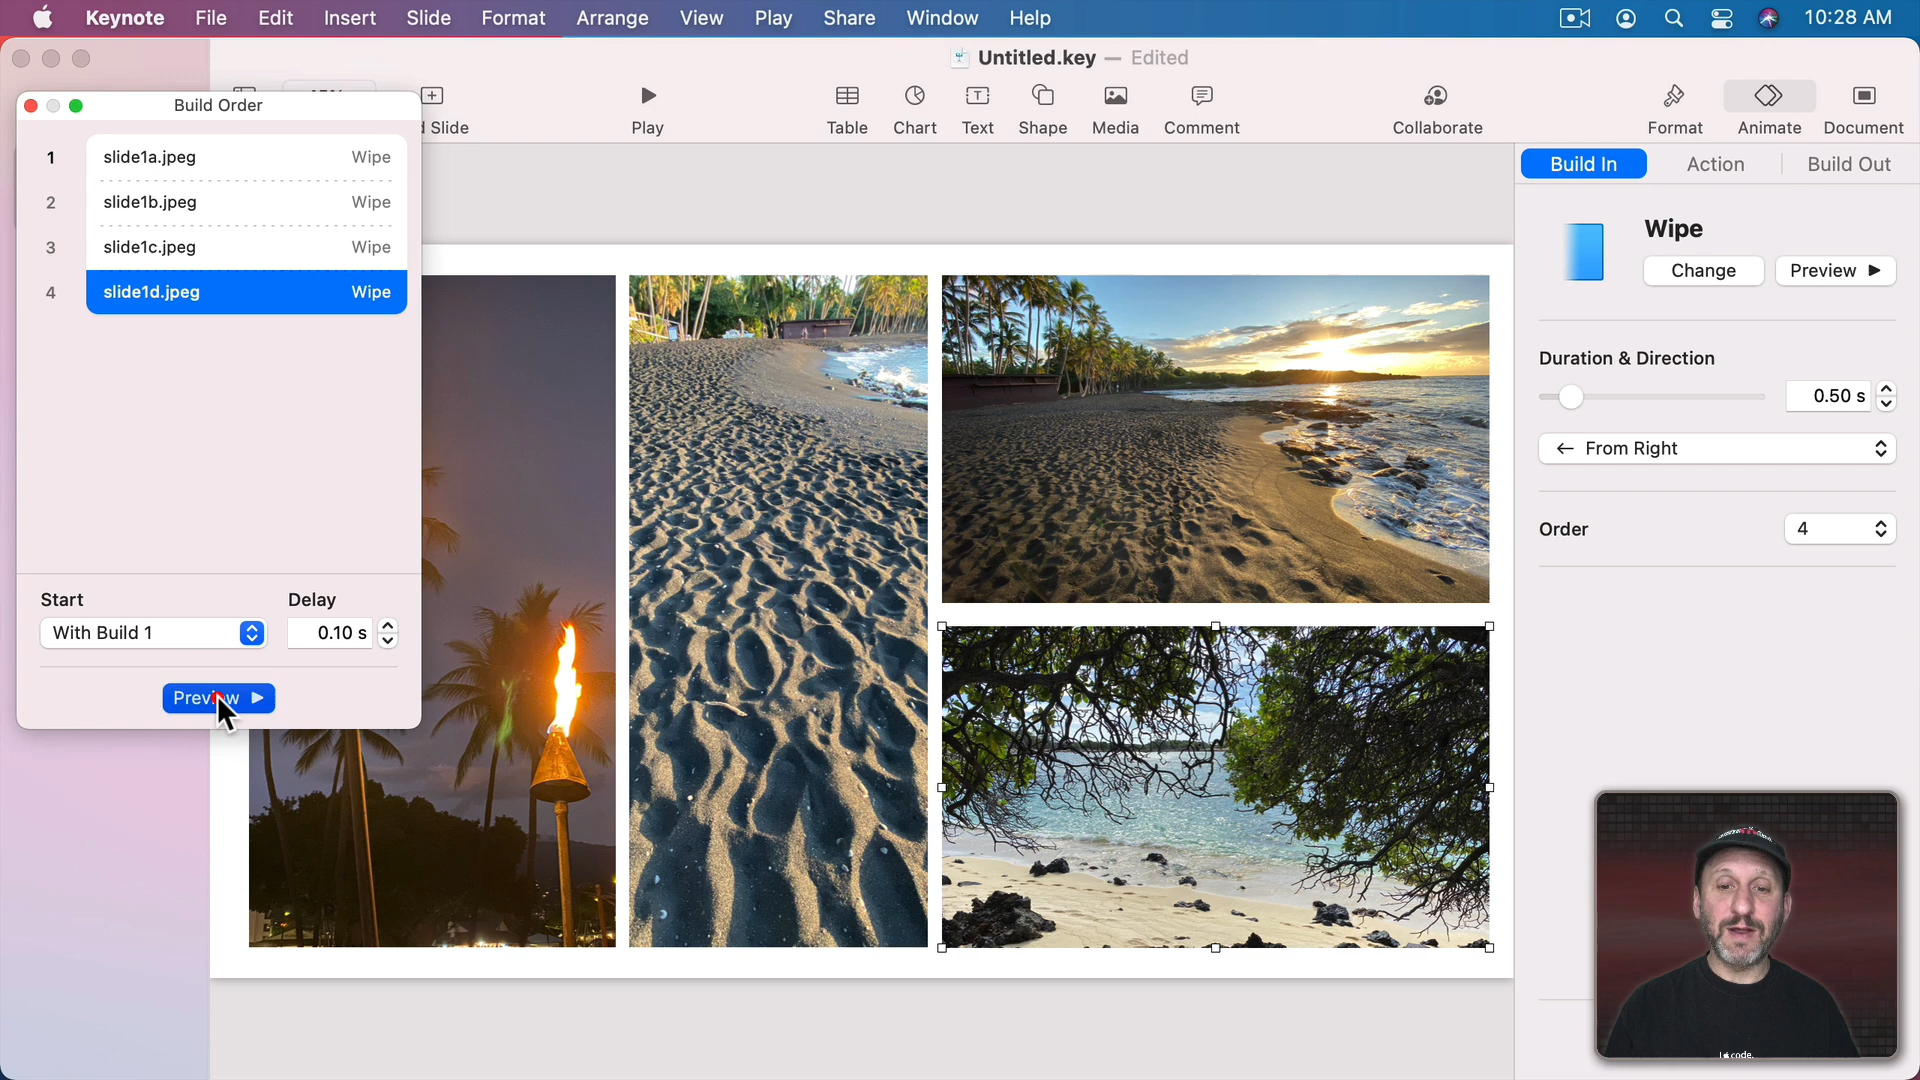 Keynote File Edit Insert Slide Format Arrange View Play Share Window Help 10:28 AM
Untitled.key — Edited
d Slide Play Table Chart Text Shape Media Comment Collaborate Format Animate Document
Build Order
1 slide1a.jpeg Wipe
2 slide1b.jpeg Wipe
3 slide1c.jpeg Wipe
4 slide1d.jpeg Wipe
Start Delay
With Build 1 0.10 s
Preview
Build In Action Build Out
Wipe
Change Preview
Duration & Direction
0.50 s
← From Right
Order 4
code.